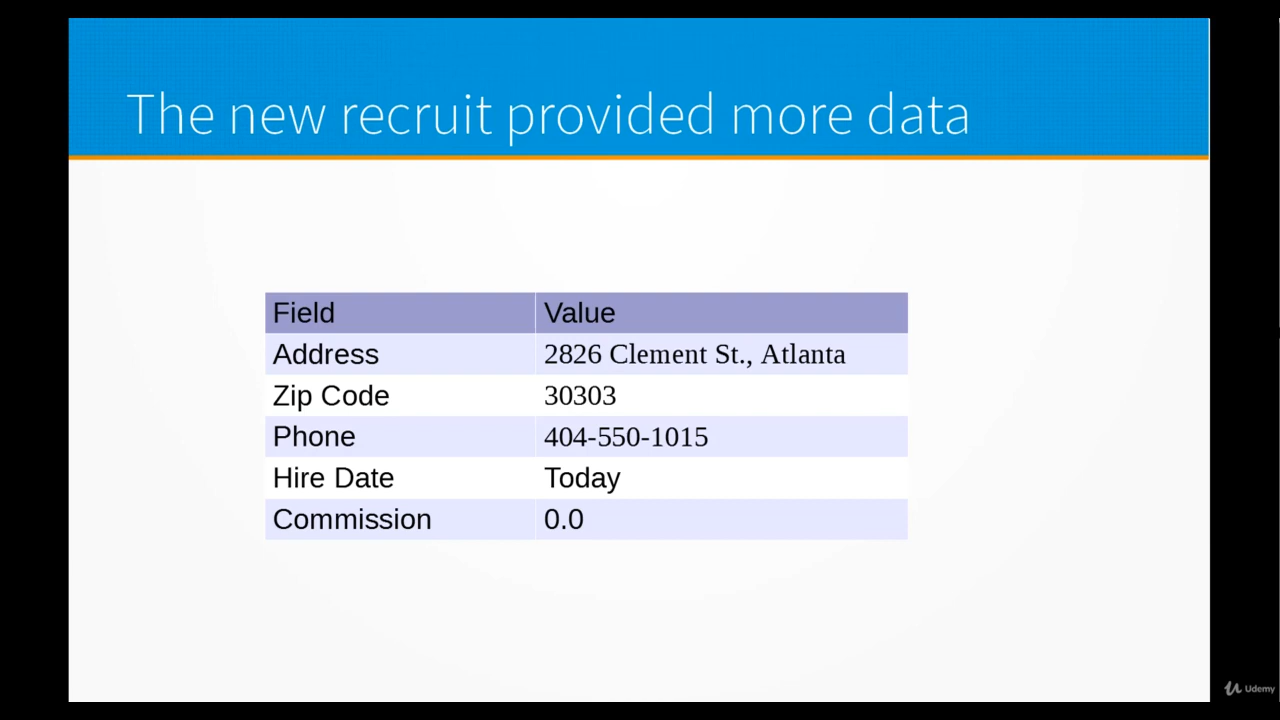 The new recruit provided more data
Field Value
Address 2826 Clement St., Atlanta
Zip Code 30303
Phone 404-550-1015
Hire Date Today
Commission 0.0
Udemy